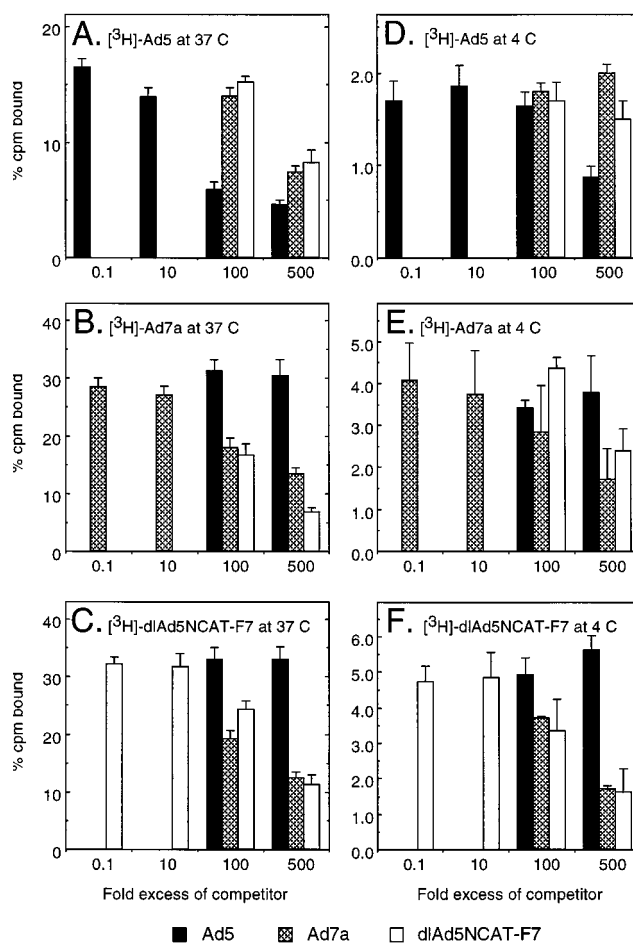 A. [³H]-Ad5 at 37 C
% cpm bound
20
10
0
0.1 10 100 500
D. [³H]-Ad5 at 4 C
2.0
1.0
0
0.1 10 100 500
B. [³H]-Ad7a at 37 C
% cpm bound
40
30
20
10
0
0.1 10 100 500
E. [³H]-Ad7a at 4 C
5.0
4.0
3.0
2.0
1.0
0.0
0.1 10 100 500
C. [³H]-dlAd5NCAT-F7 at 37 C
% cpm bound
40
30
20
10
0
0.1 10 100 500
Fold excess of competitor
F. [³H]-dlAd5NCAT-F7 at 4 C
6.0
5.0
4.0
3.0
2.0
1.0
0.0
0.1 10 100 500
Fold excess of competitor
Ad5 Ad7a dlAd5NCAT-F7